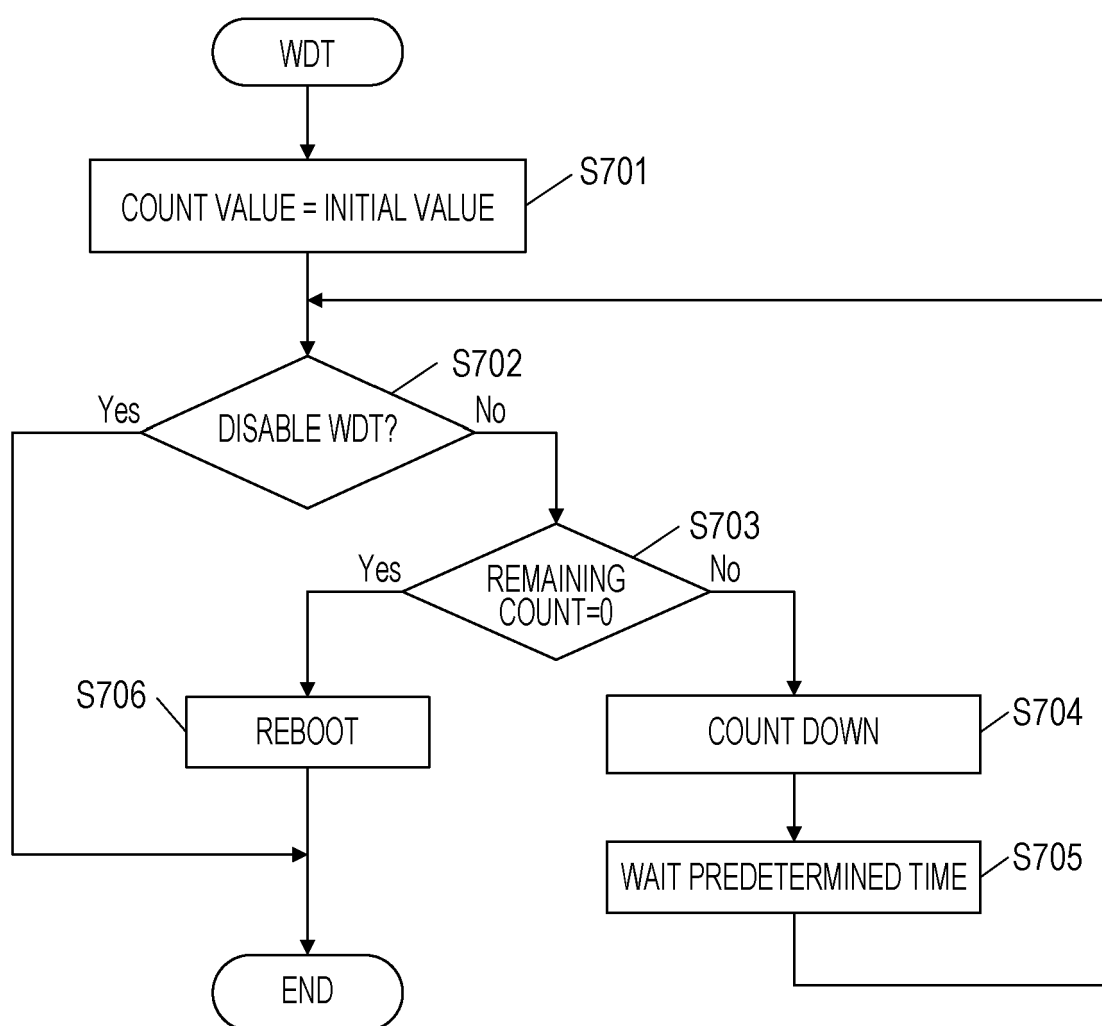 WDT
S701
COUNT VALUE = INITIAL VALUE
S702
Yes
DISABLE WDT?
No
S703
Yes
REMAINING
COUNT=0
No
S706
REBOOT
S704
COUNT DOWN
S705
WAIT PREDETERMINED TIME
END